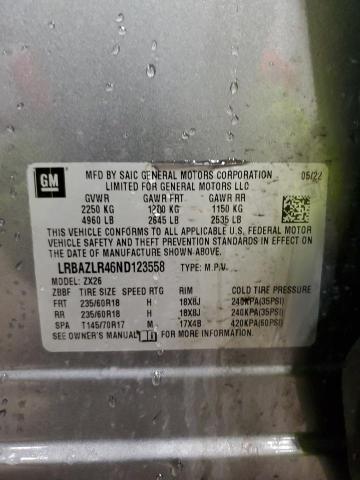 GM
MFD BY SAIC GENERAL MOTORS CORPORATION 05/22
LIMITED FOR GENERAL MOTORS LLC
GVWR GAWR FRT GAWR RR
2250 KG 1200 KG 1150 KG
4960 LB 2645 LB 2535 LB
THIS VEHICLE CONFORMS TO ALL APPLICABLE U.S. FEDERAL MOTOR
VEHICLE SAFETY AND THEFT PREVENTION STANDARDS IN EFFECT ON
THE DATE OF MANUFACTURE SHOWN ABOVE.
LRBAZLR46ND123558 TYPE: M.P.V.
MODEL: ZX26
ZBBF TIRE SIZE SPEED RTG RIM COLD TIRE PRESSURE
FRT 235/60R18 H 18X8J 240KPA(35PSI)
RR 235/60R18 H 18X8J 240KPA(35PSI)
SPA T145/70R17 M 17X4B 420KPA(60PSI)
SEE OWNER'S MANUAL FOR MORE INFORMATION.